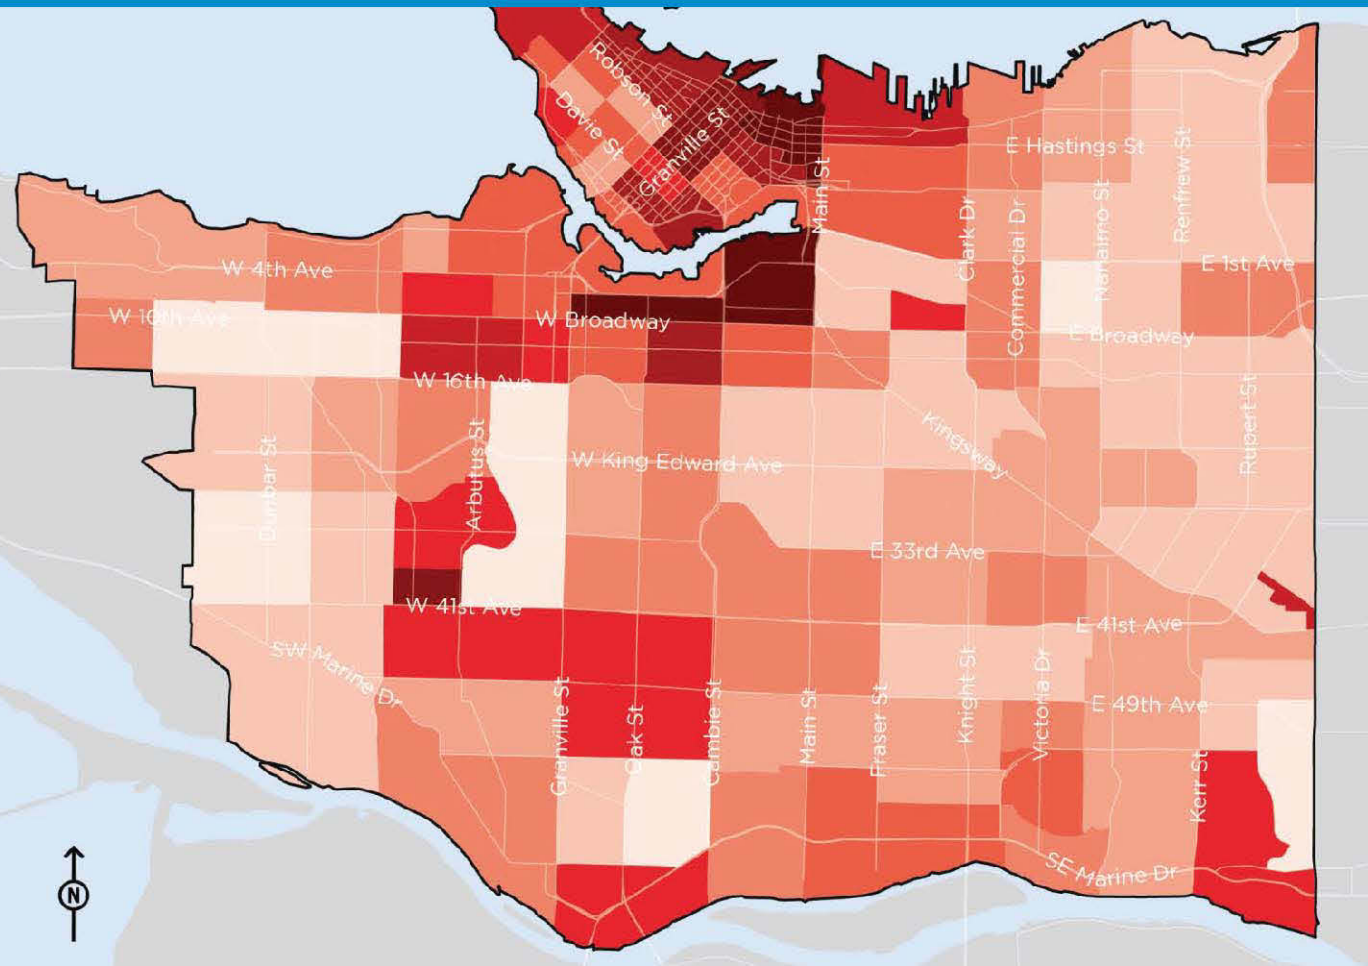 Robson St
Davie St
Granville St
Main St
E Hastings St
Renfrew St
Nanaimo St
Clark Dr
Commercial Dr
W 4th Ave
E 1st Ave
W 10th Ave
W Broadway
E Broadway
W 16th Ave
Rupert St
Kingsway
Dunbar St
Arbutus St
W King Edward Ave
E 33rd Ave
W 41st Ave
E 41st Ave
SW Marine Dr
Granville St
Oak St
Cambie St
Main St
Fraser St
Knight St
Victoria Dr
E 49th Ave
Kerr St
SE Marine Dr
N